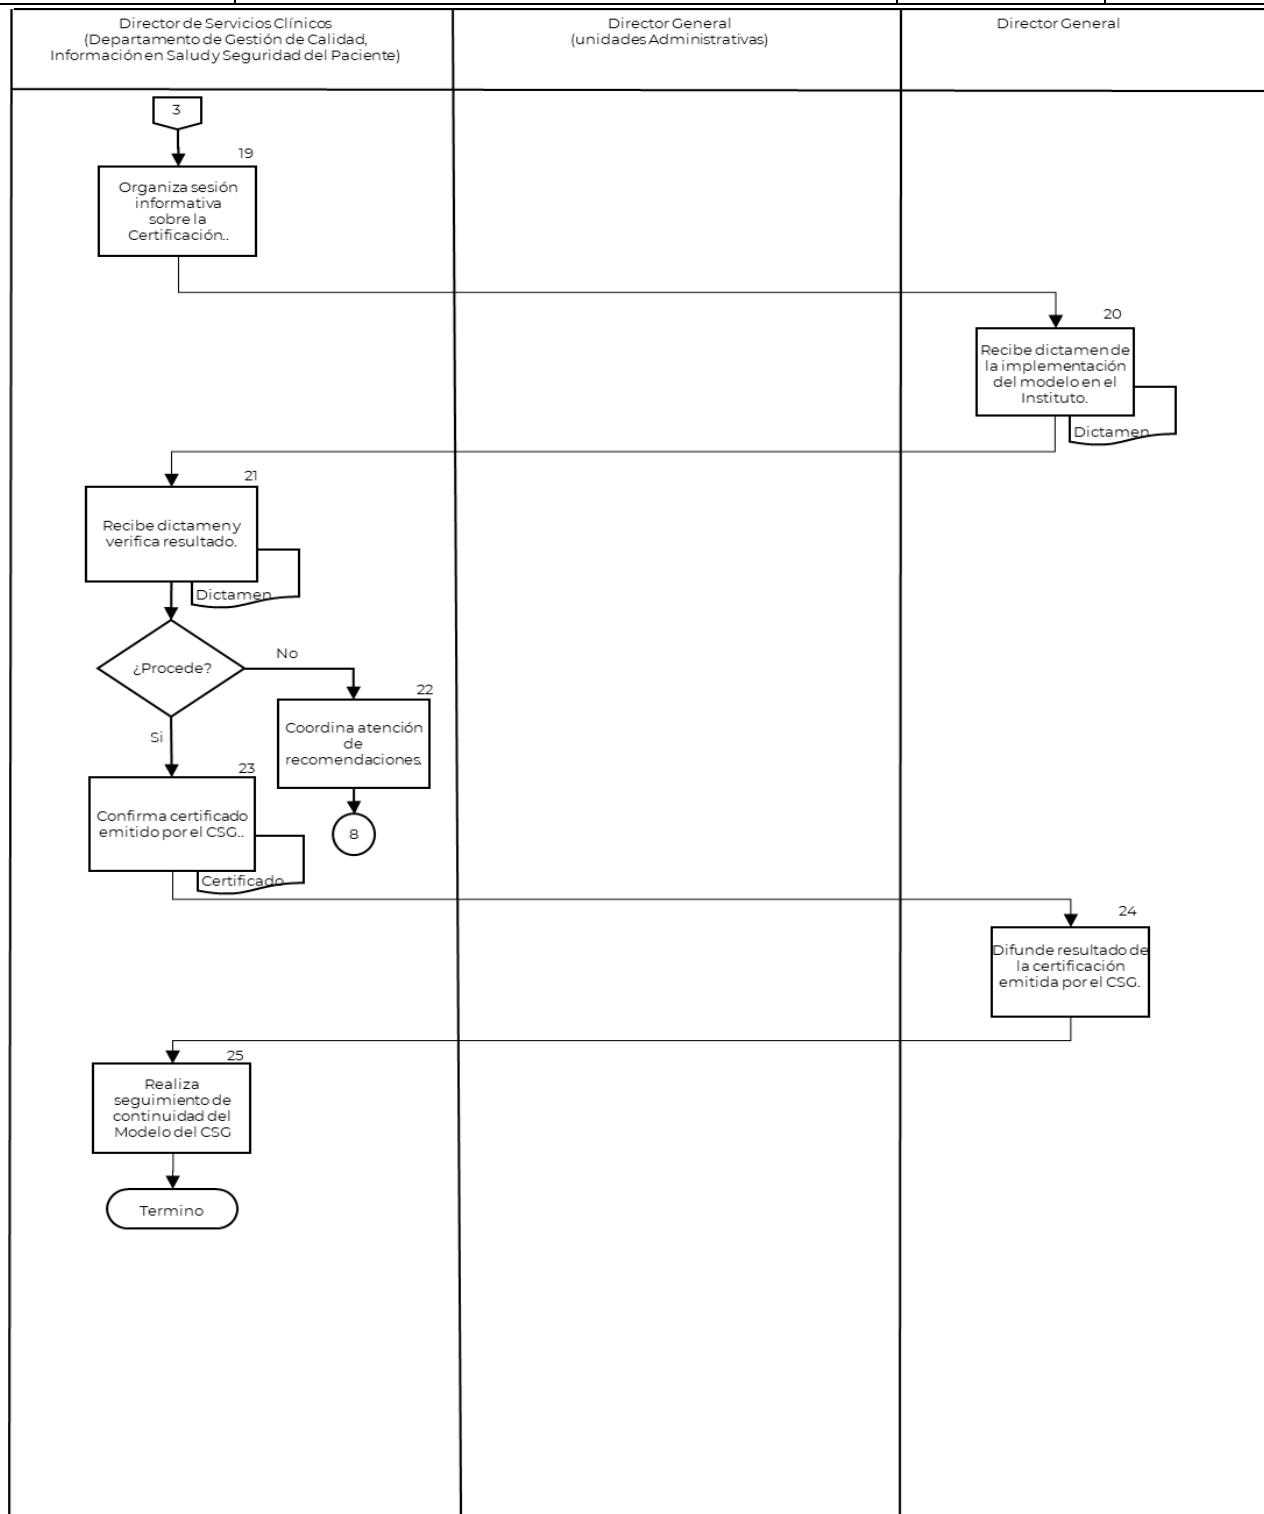 Director de Servicios Clínicos
(Departamento de Gestión de Calidad,
Información en Salud y Seguridad del Paciente)
Director General
(unidades Administrativas)
Director General
3
19
Organiza sesión
informativa
sobre la
Certificación..
20
Recibe dictamen de
la implementación
del modelo en el
Instituto.
Dictamen
21
Recibe dictamen y
verifica resultado.
Dictamen
¿Procede?
No
22
Coordina atención
de
recomendaciones.
8
Si
23
Confirma certificado
emitido por el CSG..
Certificado
24
Difunde resultado de
la certificación
emitida por el CSG.
25
Realiza
seguimiento de
continuidad del
Modelo del CSG
Termino